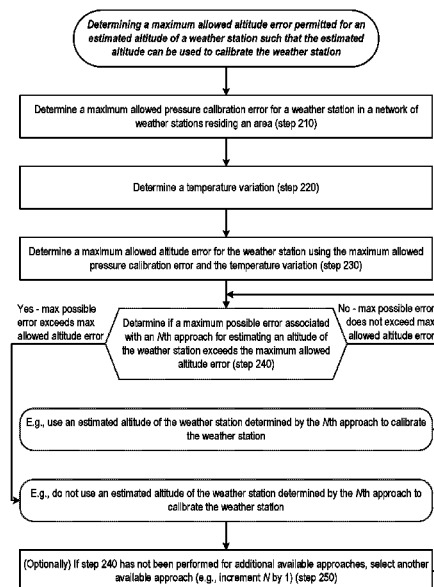 Determining a maximum allowed altitude error permitted for an
estimated altitude of a weather station such that the estimated
altitude can be used to calibrate the weather station
Determine a maximum allowed pressure calibration error for a weather station in a network of
weather stations residing an area (step 210)
Determine a temperature variation (step 220)
Determine a maximum allowed altitude error for the weather station using the maximum allowed
pressure calibration error and the temperature variation (step 230)
Yes - max possible
error exceeds max
allowed altitude error
Determine if a maximum possible error associated
with an Nth approach for estimating an altitude of
the weather station exceeds the maximum allowed
altitude error (step 240)
No - max possible error
does not exceed max
allowed altitude error
E.g., use an estimated altitude of the weather station determined by the Nth approach to calibrate
the weather station
E.g., do not use an estimated altitude of the weather station determined by the Nth approach to
calibrate the weather station
(Optionally) If step 240 has not been performed for additional available approaches, select another
available approach (e.g., increment N by 1) (step 250)